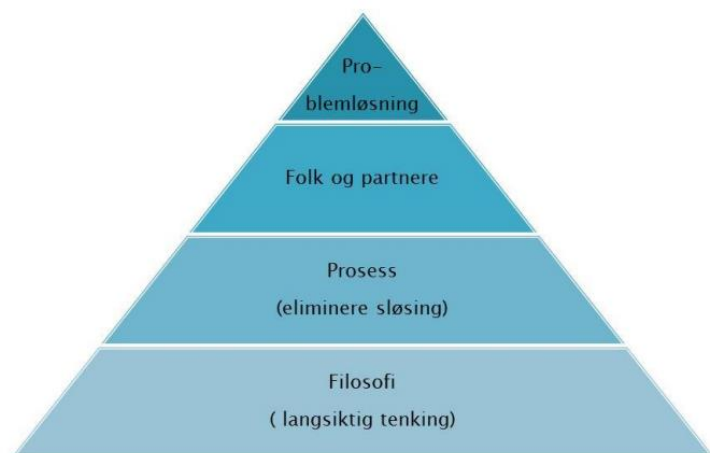 Pro-
blemløsning
Folk og partnere
Prosess
(eliminere sløsing)
Filosofi
( langsiktig tenking)